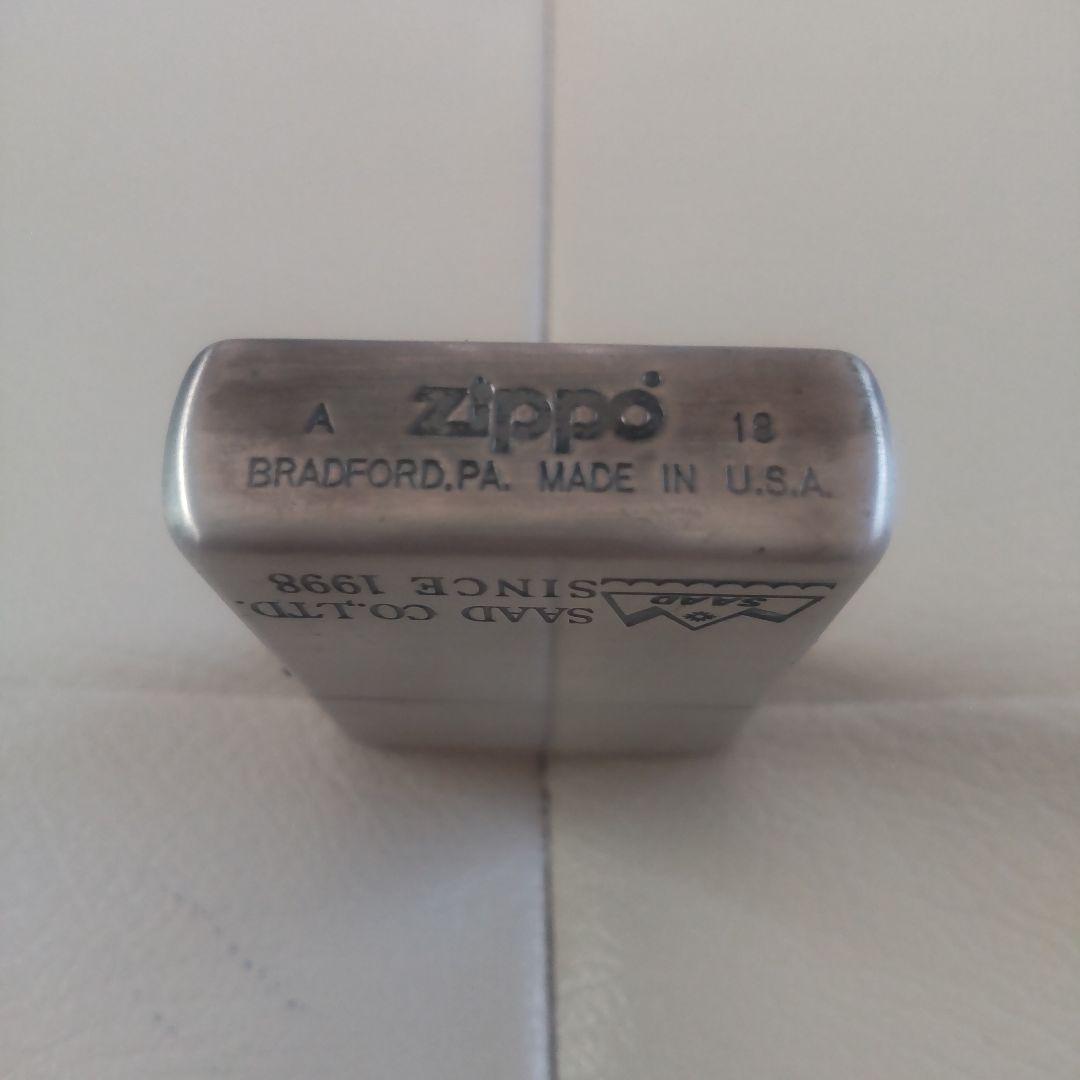 zippo
A 18
BRADFORD,PA. MADE IN U.S.A.
SAAD
SAAD CO.,LTD.
SINCE 1998